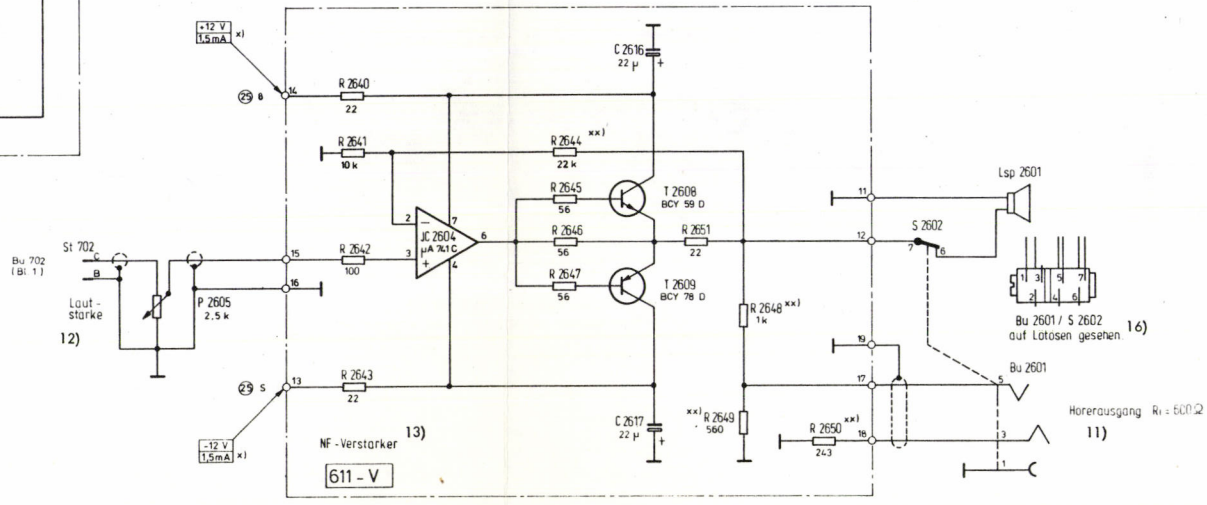 +12 V
1,5mA x)
25 B
14
R 2640
22
C 2616
22 µ
+
R 2641
10 k
R 2644 xx)
22 k
R 2645
56
T 2608
BCY 59 D
2
−
7
JC 2604
µA 741 C
6
3
+
4
R 2646
56
R 2651
22
R 2647
56
T 2609
BCY 78 D
Bu 702
(Bl. 1)
St 702
C
B
15
R 2642
100
16
P 2605
2,5 k
Laut-
stärke
12)
25 S
13
R 2643
22
-12 V
1,5mA x)
C 2617
22 µ
+
R 2648 xx)
1k
xx) R 2649
560
R 2650 xx)
243
NF-Verstärker
13)
611 - V
11
12
19
17
18
Lsp 2601
S 2602
7
6
1 3 5 7
2 4 6
Bu 2601 / S 2602
auf Lötösen gesehen.
16)
Bu 2601
5
3
1
Hörerausgang Ri = 600 Ω
11)